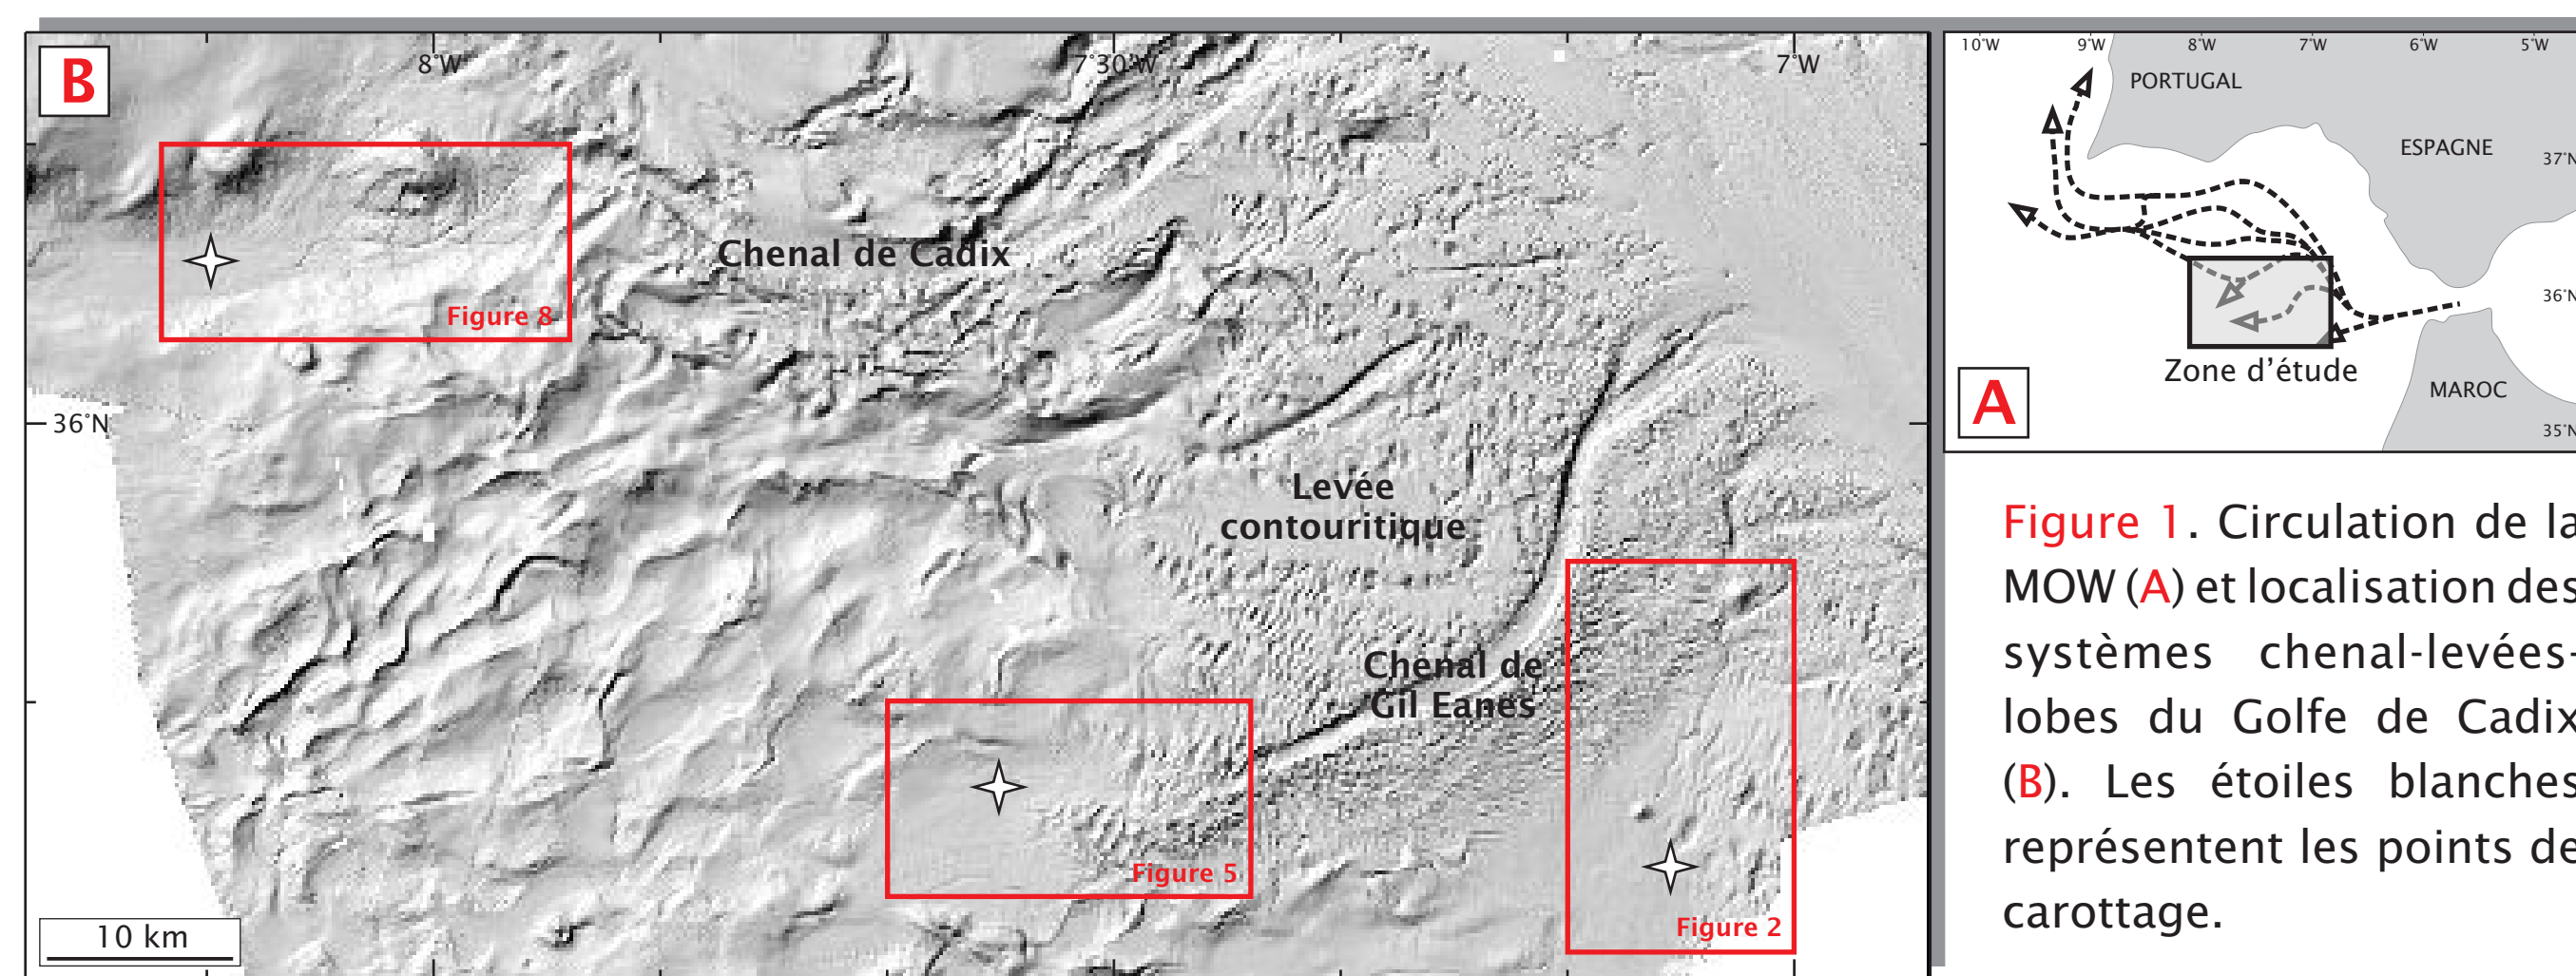 B
8°W
7°30'W
7°W
Chenal de Cadix
Figure 8
36°N
Levée
contouritique
Chenal de
Gil Eanes
Figure 5
Figure 2
10 km
10°W
9°W
8°W
7°W
6°W
5°W
PORTUGAL
ESPAGNE
37°N
36°N
Zone d'étude
MAROC
A
35°N
Figure 1. Circulation de la
MOW (A) et localisation des
systèmes chenal-levées-
lobes du Golfe de Cadix
(B). Les étoiles blanches
représentent les points de
carottage.